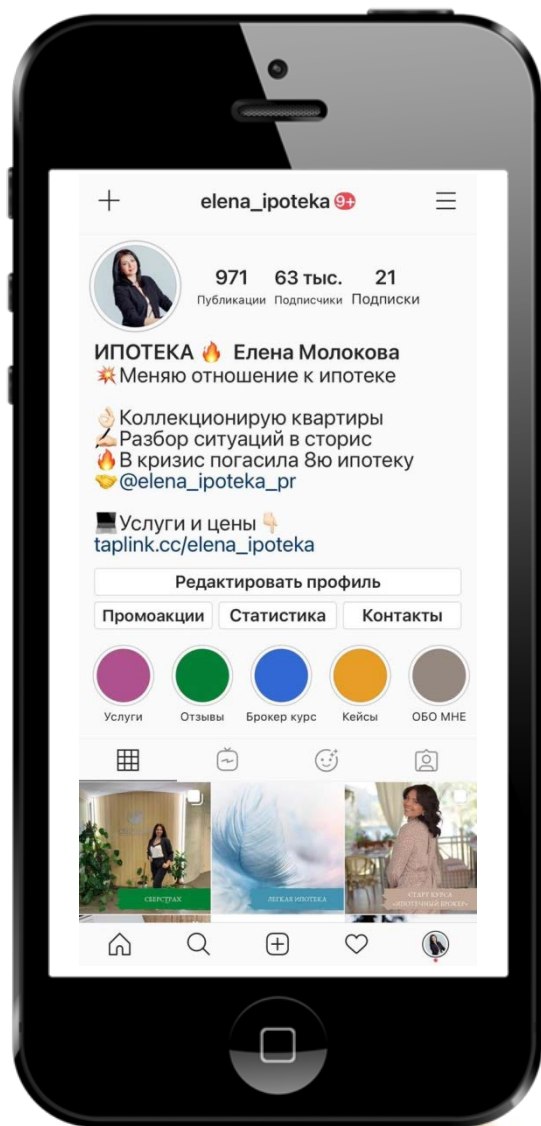 elena_ipoteka 9+
971 63 тыс. 21
Публикации Подписчики Подписки
ИПОТЕКА 🔥 Елена Молокова
💥Меняю отношение к ипотеке
👌🏻Коллекционирую квартиры
✍🏻Разбор ситуаций в сторис
🔥В кризис погасила 8ю ипотеку
🤝@elena_ipoteka_pr
💻Услуги и цены👇🏻
taplink.cc/elena_ipoteka
Редактировать профиль
Промоакции Статистика Контакты
Услуги Отзывы Брокер курс Кейсы ОБО МНЕ
СБЕРСТРАХ ЛЕГКАЯ ИПОТЕКА СТАРТ КУРСА
«ИПОТЕЧНЫЙ БРОКЕР»